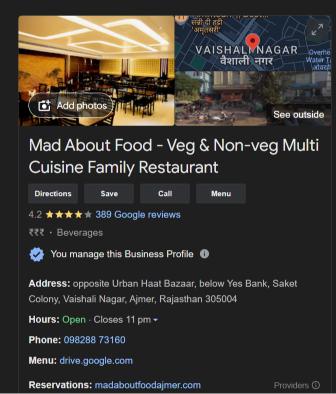 संत्री दी हट्टी
"अमृतसरी"
VAISHALI NAGAR
वैशाली नगर
Overhe
Water T
Add photos
See outside
Mad About Food - Veg & Non-veg Multi
Cuisine Family Restaurant
Directions Save Call Menu
4.2 389 Google reviews
₹₹₹ · Beverages
You manage this Business Profile
Address: opposite Urban Haat Bazaar, below Yes Bank, Saket
Colony, Vaishali Nagar, Ajmer, Rajasthan 305004
Hours: Open · Closes 11 pm
Phone: 098288 73160
Menu: drive.google.com
Reservations: madaboutfoodajmer.com Providers